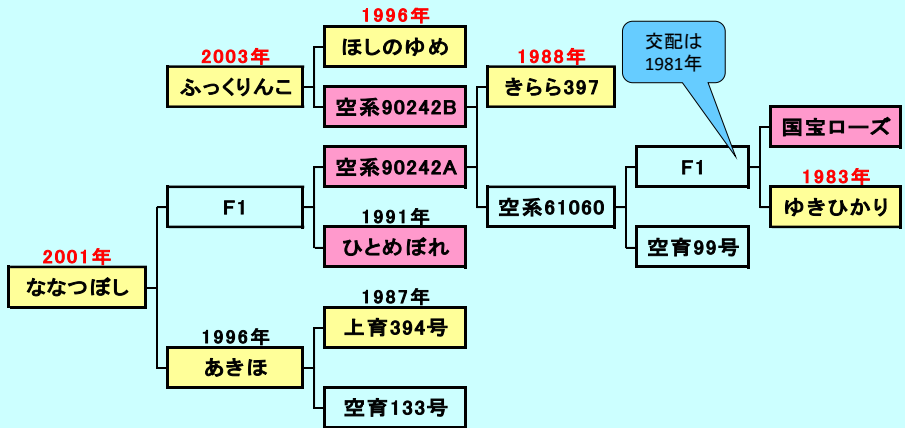 1996年
ほしのゆめ
2003年
ふっくりんこ
空系90242B
1988年
きらら397
交配は
1981年
国宝ローズ
空系90242A
F1
1983年
ゆきひかり
F1
空系61060
1991年
ひとめぼれ
空育99号
2001年
ななつぼし
1987年
上育394号
1996年
あきほ
空育133号